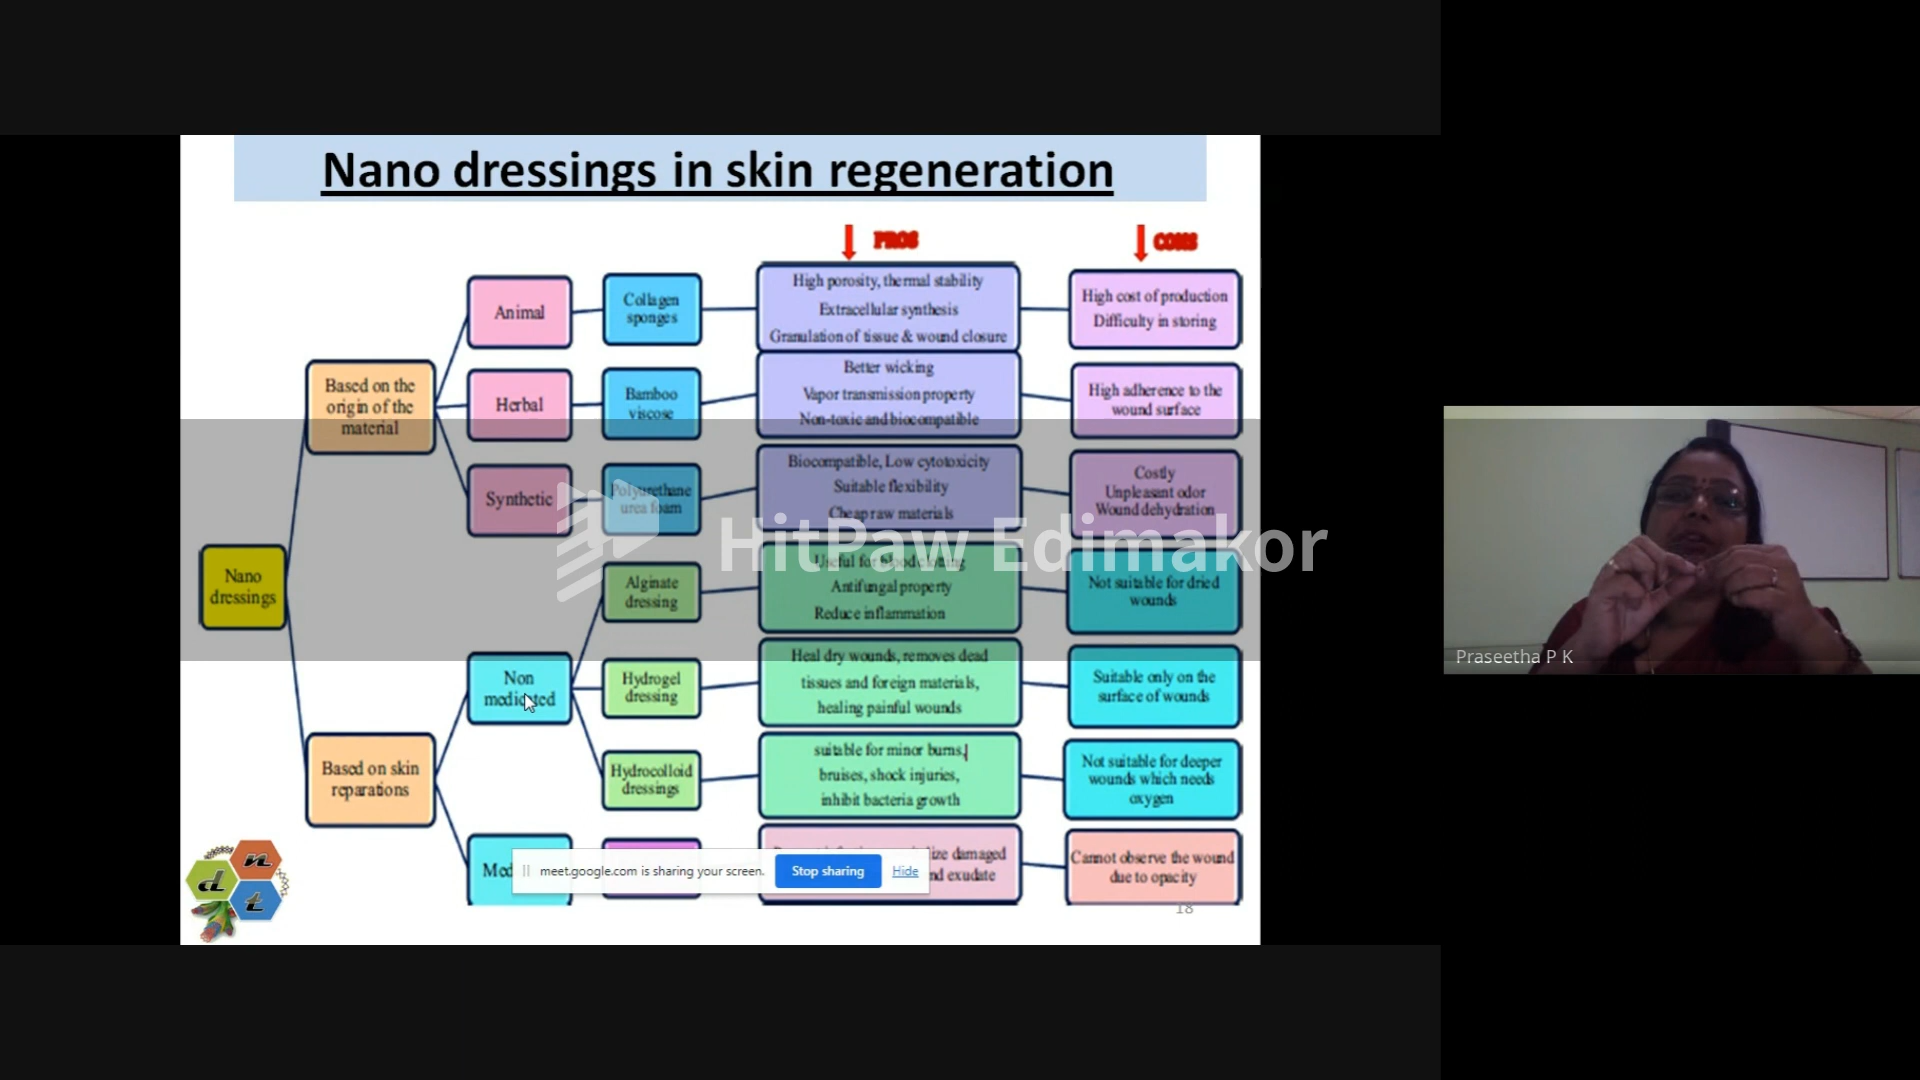 Nano dressings in skin regeneration
PROS
CONS
Animal
Collagen
sponges
High porosity, thermal stability
Extracellular synthesis
Granulation of tissue & wound closure
High cost of production
Difficulty in storing
Based on the
origin of the
material
Herbal
Bamboo
viscose
Better wicking
Vapor transmission property
Non-toxic and biocompatible
High adherence to the
wound surface
Synthetic
Polyurethane
urea foam
Biocompatible, Low cytotoxicity
Suitable flexibility
Cheap raw materials
Costly
Unpleasant odor
Wound dehydration
HitPaw Edimakor
Nano
dressings
Alginate
dressing
Useful for blood clotting
Antifungal property
Reduce inflammation
Not suitable for dried
wounds
Non
medicated
Hydrogel
dressing
Heal dry wounds, removes dead
tissues and foreign materials,
healing painful wounds
Suitable only on the
surface of wounds
Based on skin
reparations
Hydrocolloid
dressings
suitable for minor burns,
bruises, shock injuries,
inhibit bacteria growth
Not suitable for deeper
wounds which needs
oxygen
Med
ize damaged
nd exudate
Cannot observe the wound
due to opacity
meet.google.com is sharing your screen.
Stop sharing
Hide
18
n
d
t
Praseetha P K